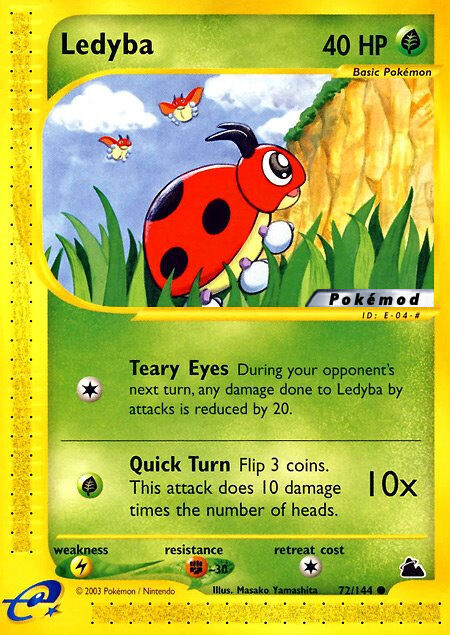 Ledyba 40 HP
Basic Pokémon
Pokémod
ID: E-04-#
Teary Eyes During your opponent's
next turn, any damage done to Ledyba by
attacks is reduced by 20.
Quick Turn Flip 3 coins.
This attack does 10 damage
times the number of heads.
10x
weakness resistance retreat cost
-30
© 2003 Pokémon / Nintendo Illus. Masako Yamashita 72/144
e